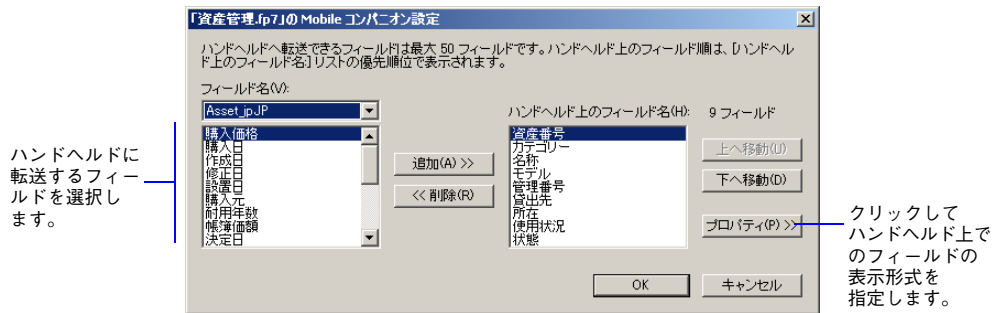 「資産管理.fp7」の Mobile コンパニオン設定
ハンドヘルドへ転送できるフィールドは最大 50 フィールドです。ハンドヘルド上のフィールド順は、[ハンドヘル
ド上のフィールド名:]リストの優先順位で表示されます。
フィールド名(V):
Asset_jpJP
ハンドヘルド上のフィールド名(H):
9 フィールド
購入価格
購入日
作成日
修正日
設置日
購入元
耐用年数
帳簿価額
決定日
追加(A) >>
<< 削除(R)
資産番号
カテゴリー
名称
モデル
管理番号
貸出先
所在
使用状況
状態
上へ移動(U)
下へ移動(D)
プロパティ(P) >>
OK
キャンセル
ハンドヘルドに
転送するフィー
ルドを選択し
ます。
クリックして
ハンドヘルド上で
のフィールドの
表示形式を
指定します。